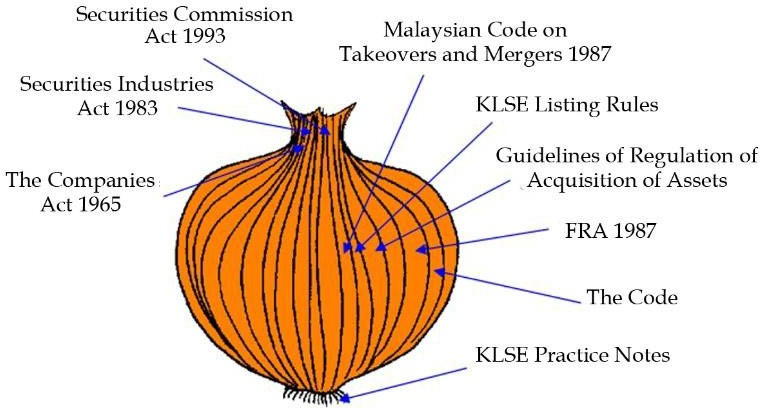 Securities Commission
Act 1993
Malaysian Code on
Takeovers and Mergers 1987
Securities Industries
Act 1983
KLSE Listing Rules
Guidelines of Regulation of
Acquisition of Assets
The Companies
Act 1965
FRA 1987
The Code
KLSE Practice Notes